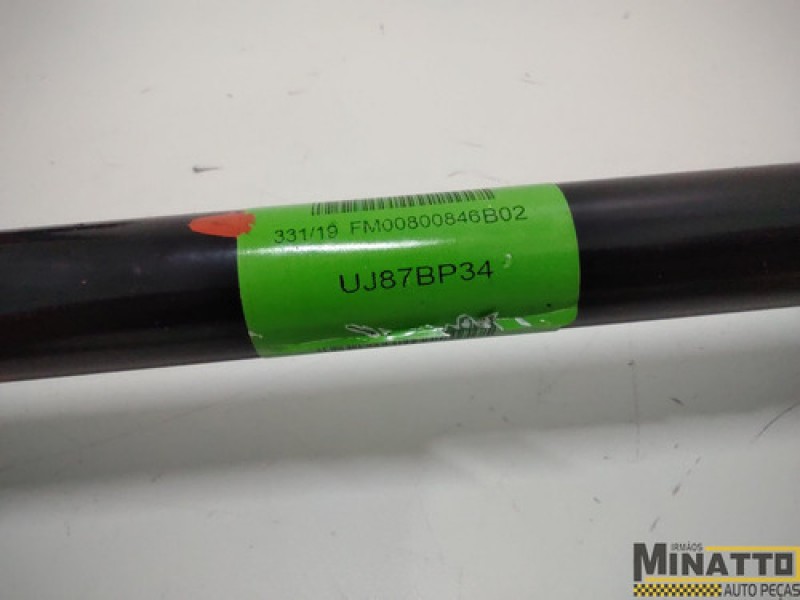 331/19 FM00800846B02
UJ87BP34
IRMÃOS
MINATTO
AUTO PEÇAS